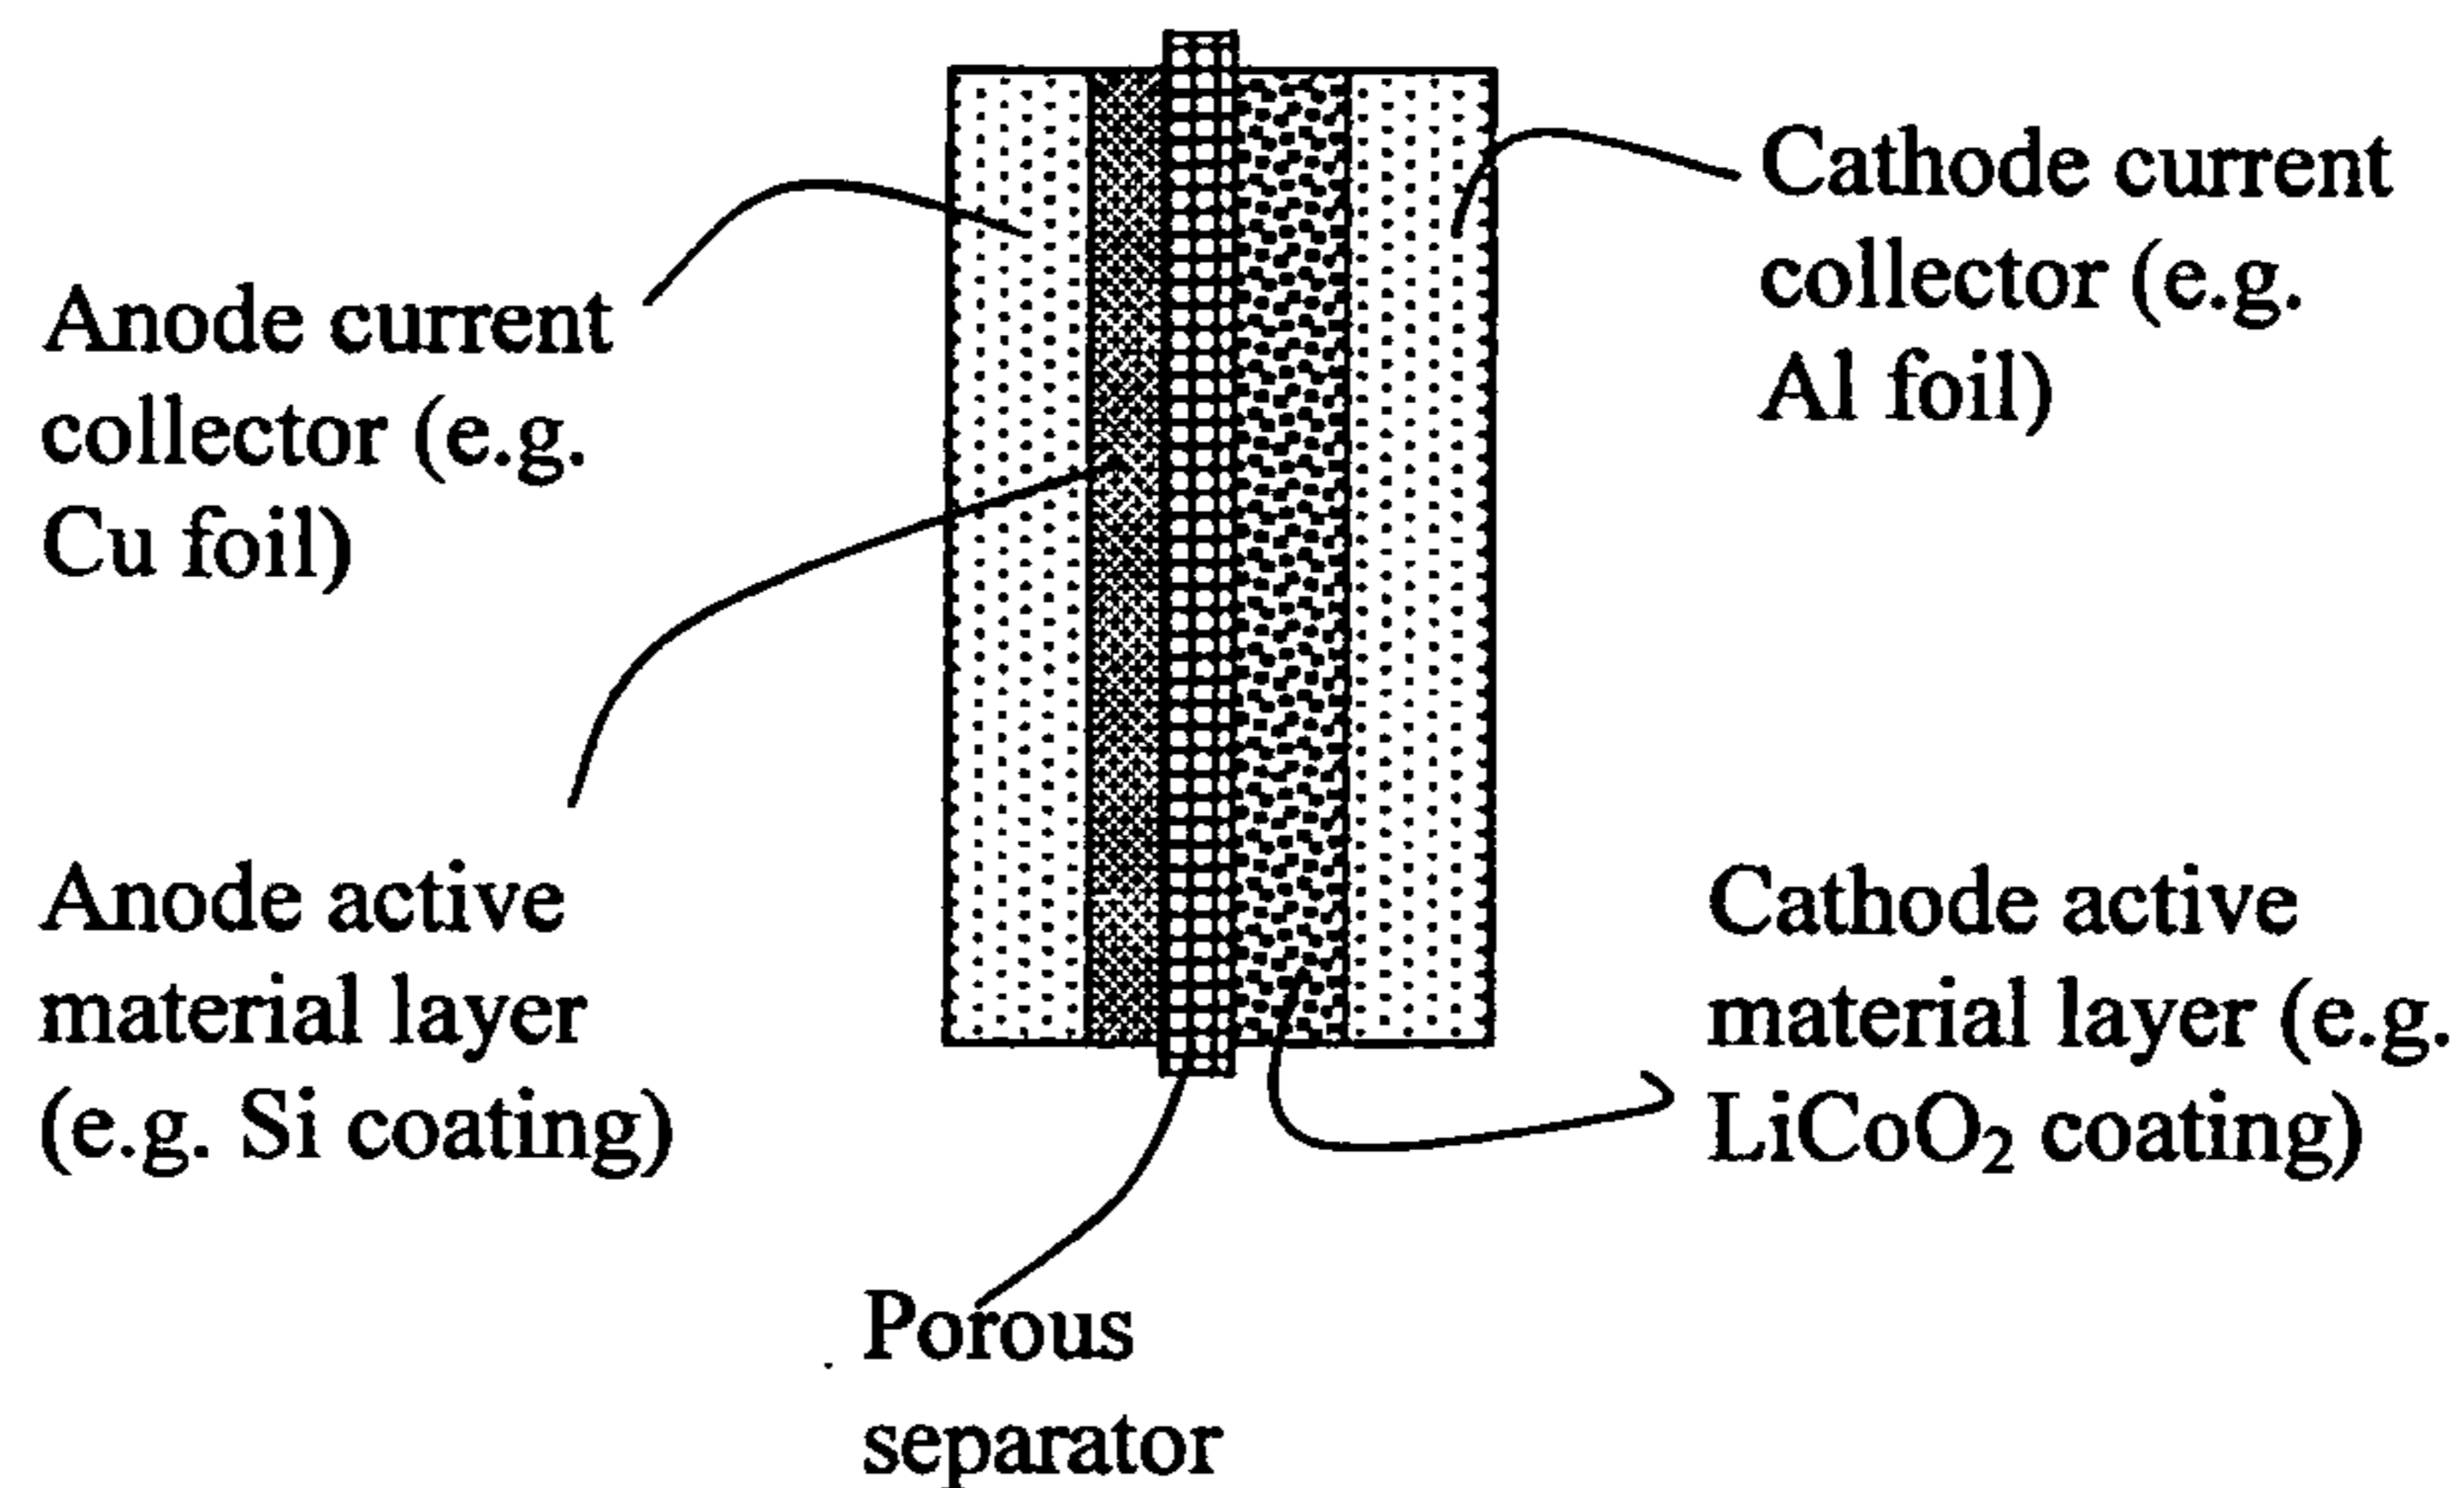 Anode current
collector (e.g.
Cu foil)
Cathode current
collector (e.g.
Al foil)
Anode active
material layer
(e.g. Si coating)
Cathode active
material layer (e.g.
LiCoO₂ coating)
Porous
separator